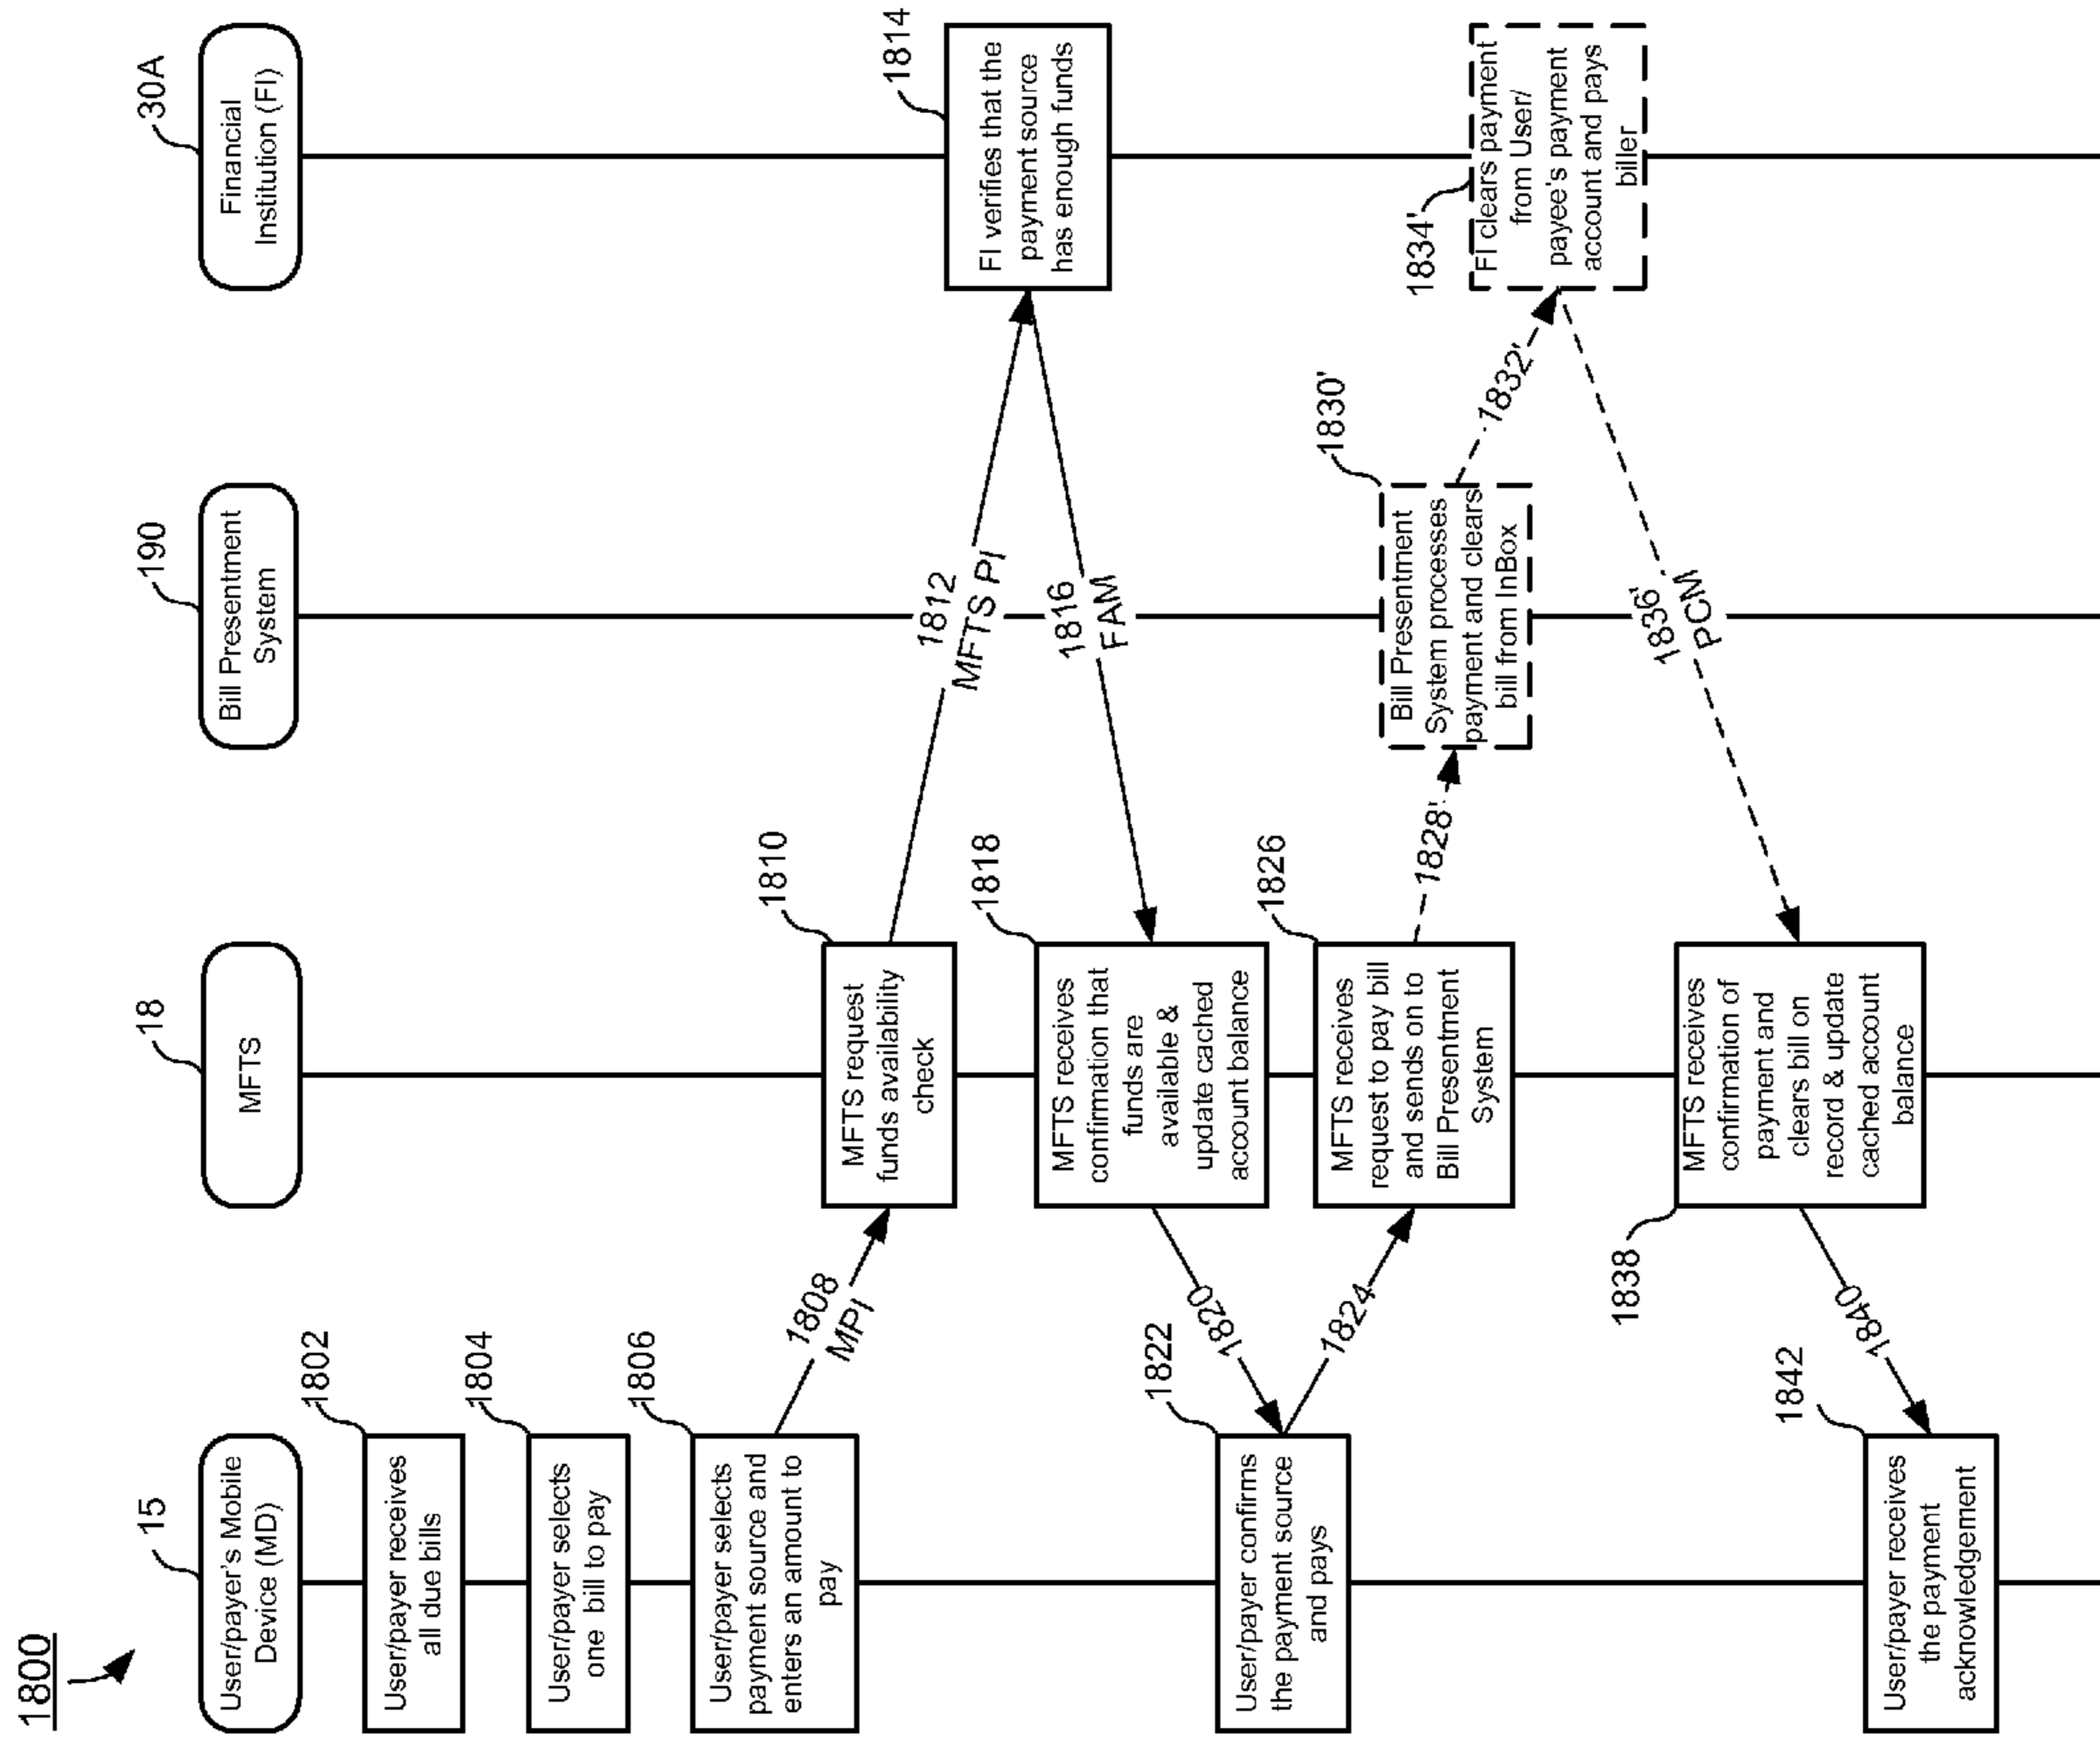 1800
15
User/payer's Mobile
Device (MD)
18
MFTS
190
Bill Presentment
System
30A
Financial
Institution (FI)
1802
User/payer receives
all due bills
1804
User/payer selects
one bill to pay
1806
User/payer selects
payment source and
enters an amount to
pay
1808
MPI
1810
MFTS request
funds availability
check
1812
MFTS PI
1814
FI verifies that the
payment source
has enough funds
1816
FAM
1818
MFTS receives
confirmation that
funds are
available &
update cached
account balance
1820
1822
User/payer confirms
the payment source
and pays
1824
1826
MFTS receives
request to pay bill
and sends on to
Bill Presentment
System
1828'
1830'
Bill Presentment
System processes
payment and clears
bill from InBox
1832'
1834'
FI clears payment
from User/
payee's payment
account and pays
biller
1836'
PCM
1838
MFTS receives
confirmation of
payment and
clears bill on
record & update
cached account
balance
1840
1842
User/payer receives
the payment
acknowledgement